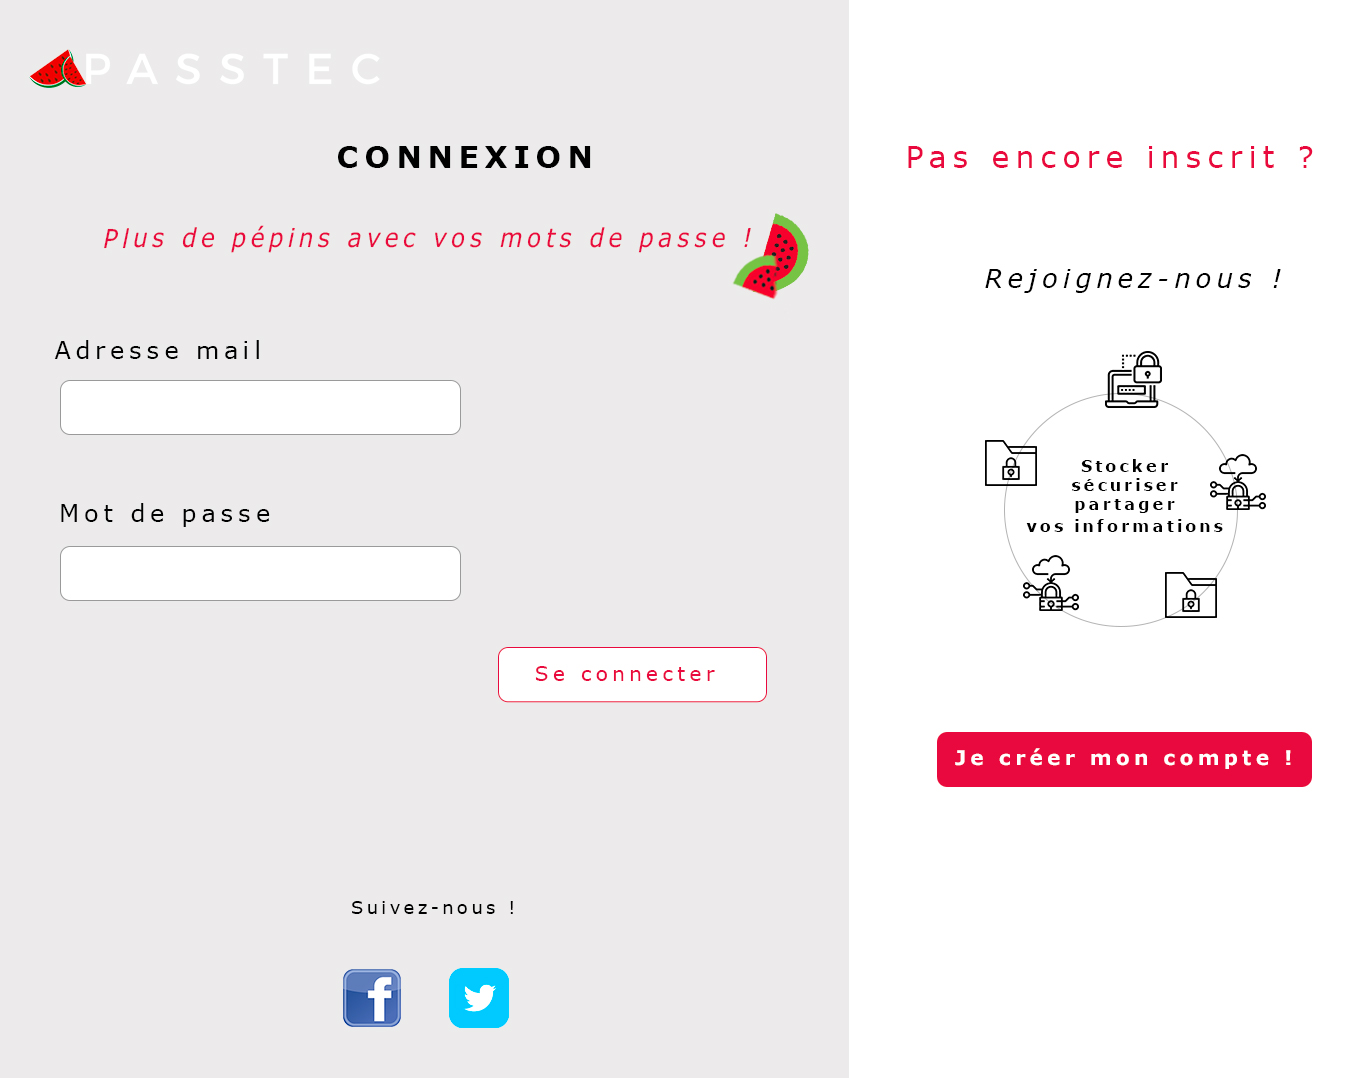 PASSTEC
CONNEXION
Plus de pépins avec vos mots de passe !
Adresse mail
Mot de passe
Se connecter
Suivez-nous !
Pas encore inscrit ?
Rejoignez-nous !
Stocker
sécuriser
partager
vos informations
Je créer mon compte !